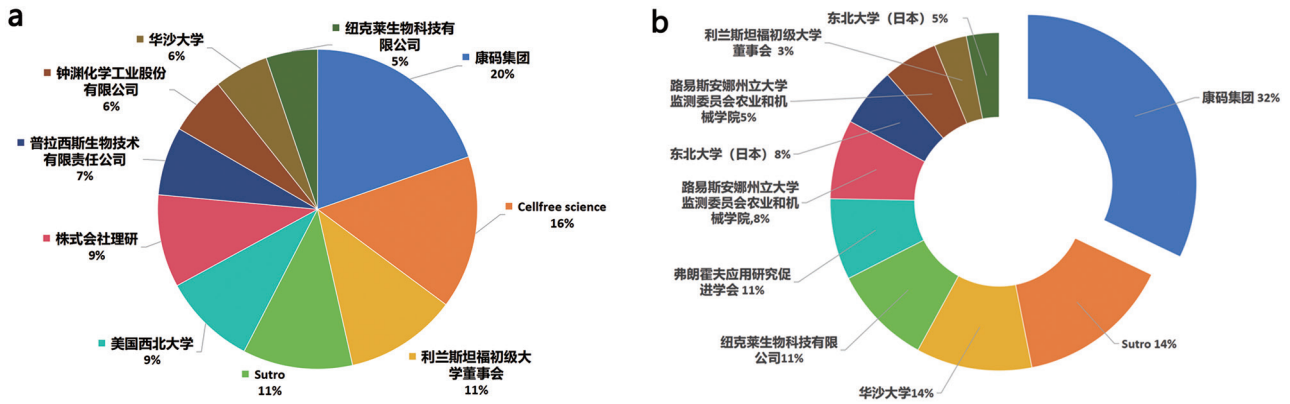 a
纽克莱生物科技有
限公司
5%
康码集团
20%
Cellfree science
16%
利兰斯坦福初级大
学董事会
11%
Sutro
11%
美国西北大学
9%
株式会社理研
9%
普拉西斯生物技术
有限责任公司
7%
钟渊化学工业股份
有限公司
6%
华沙大学
6%
b
东北大学（日本）5%
利兰斯坦福初级大学
董事会 3%
路易斯安娜州立大学
监测委员会农业和机
械学院5%
东北大学（日本）8%
路易斯安娜州立大学
监测委员会农业和机
械学院,8%
弗朗霍夫应用研究促
进学会 11%
纽克莱生物科技有限
公司11%
华沙大学14%
Sutro 14%
康码集团 32%